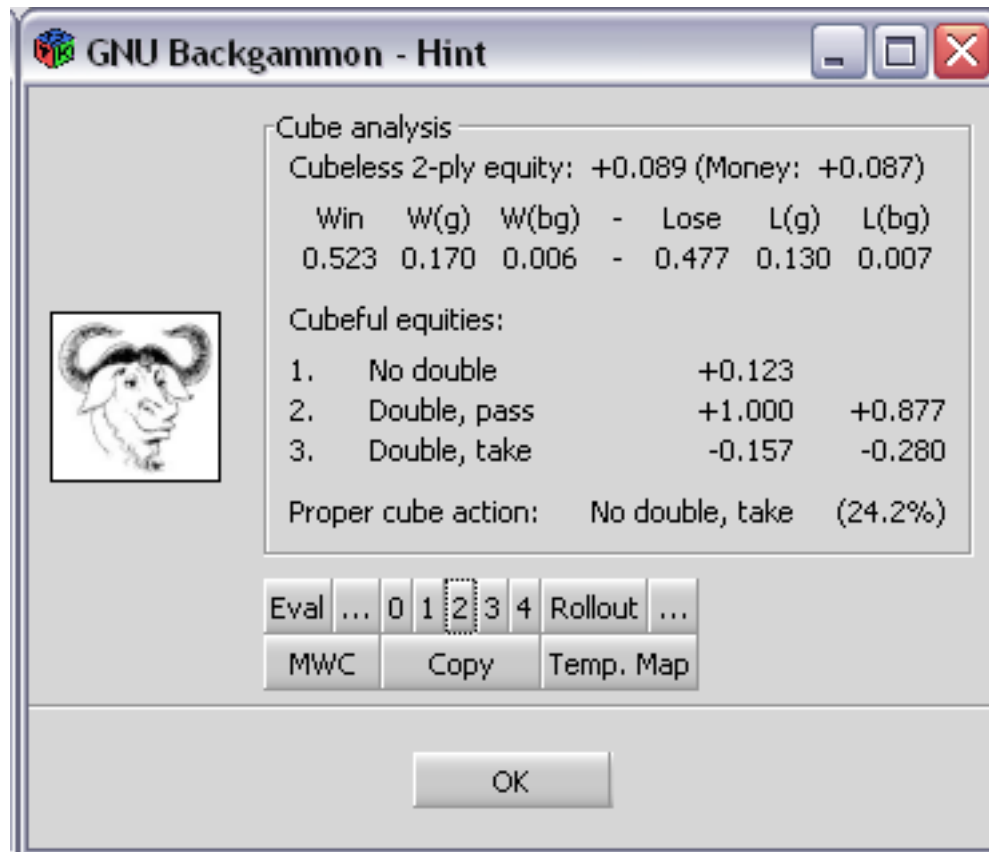 GNU Backgammon - Hint
Cube analysis
Cubeless 2-ply equity: +0.089 (Money: +0.087)
Win W(g) W(bg) - Lose L(g) L(bg)
0.523 0.170 0.006 - 0.477 0.130 0.007
Cubeful equities:
1. No double +0.123
2. Double, pass +1.000 +0.877
3. Double, take -0.157 -0.280
Proper cube action: No double, take (24.2%)
Eval ... 0 1 2 3 4 Rollout ...
MWC Copy Temp. Map
OK